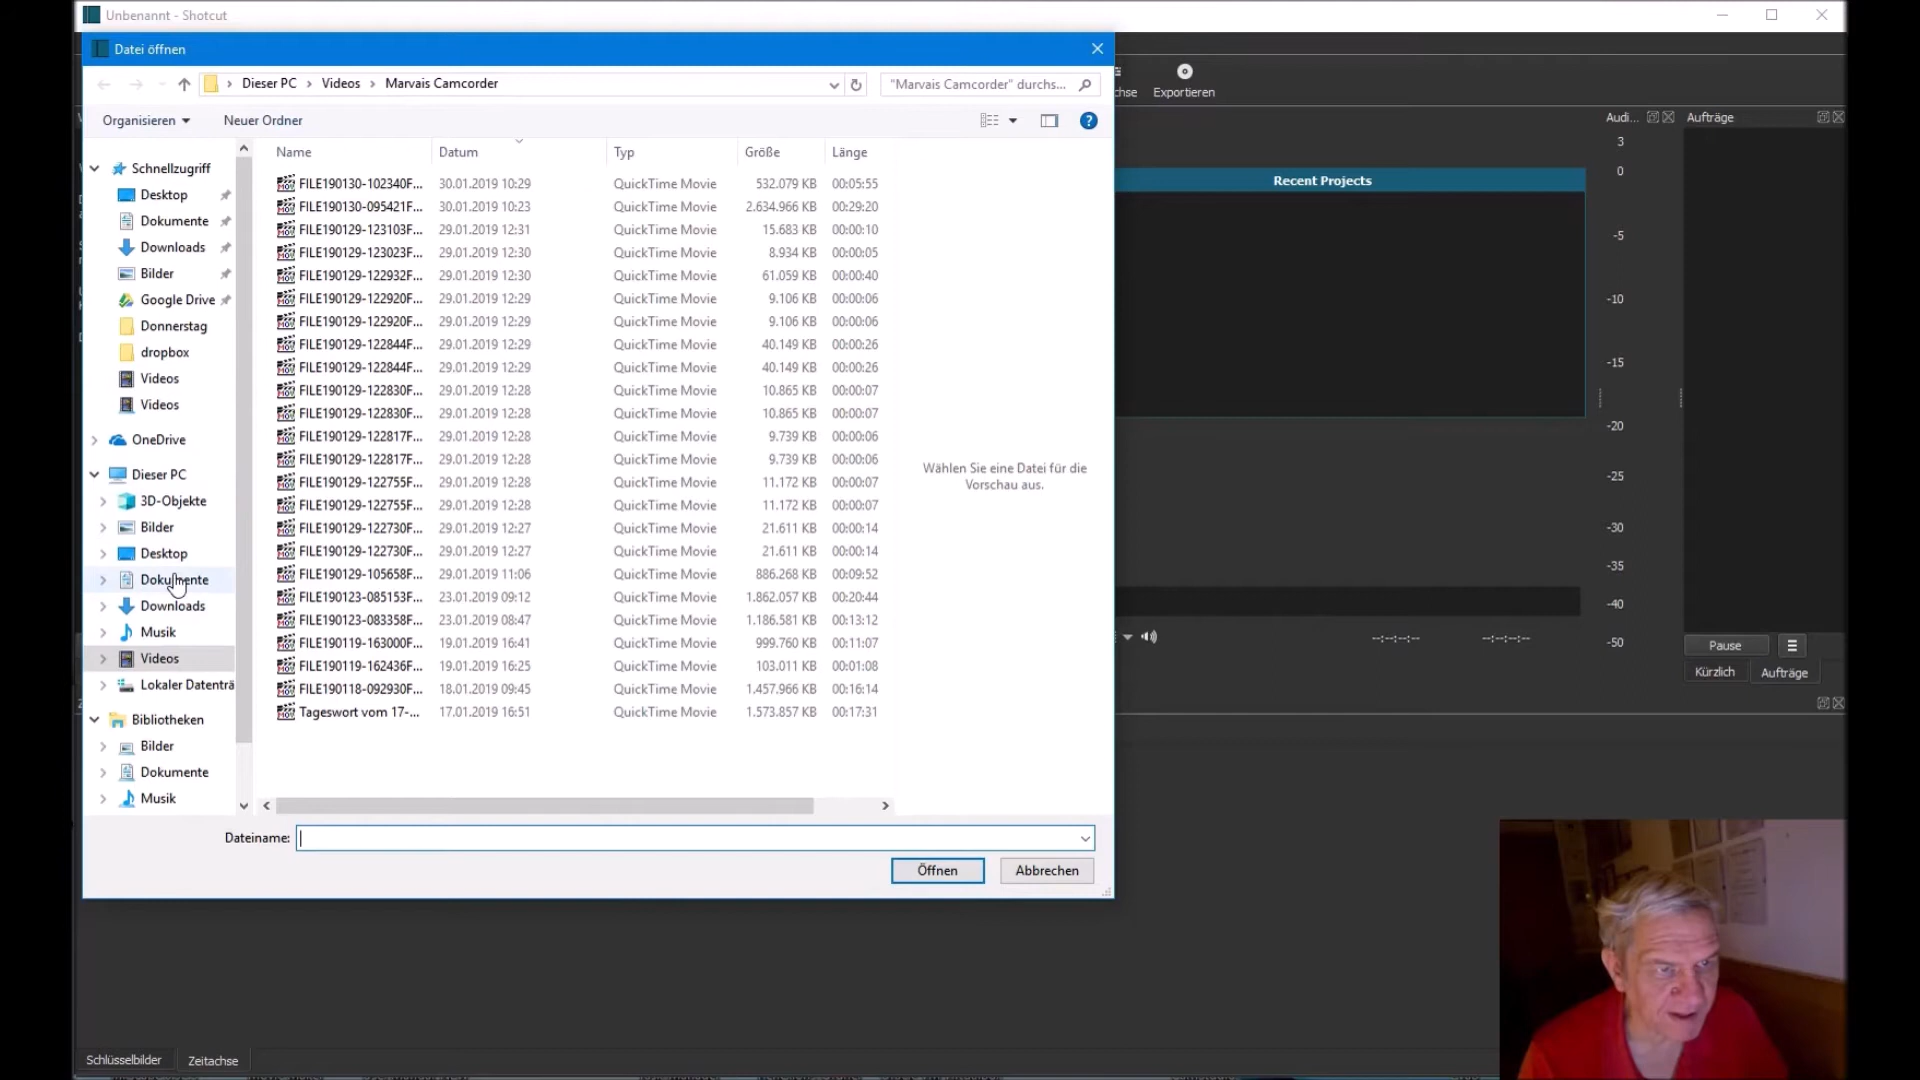 Unbenannt - Shotcut
Datei öffnen
Dieser PC > Videos > Marvais Camcorder
"Marvais Camcorder" durchs...
chse Exportieren
Organisieren Neuer Ordner
Name Datum Typ Größe Länge
Schnellzugriff
Desktop
Dokumente
Downloads
Bilder
Google Drive
Donnerstag
dropbox
Videos
Videos
OneDrive
Dieser PC
3D-Objekte
Bilder
Desktop
Dokumente
Downloads
Musik
Videos
Lokaler Datenträ
Bibliotheken
Bilder
Dokumente
Musik
FILE190130-102340F... 30.01.2019 10:29 QuickTime Movie 532.079 KB 00:05:55
FILE190130-095421F... 30.01.2019 10:23 QuickTime Movie 2.634.966 KB 00:29:20
FILE190129-123103F... 29.01.2019 12:31 QuickTime Movie 15.683 KB 00:00:10
FILE190129-123023F... 29.01.2019 12:30 QuickTime Movie 8.934 KB 00:00:05
FILE190129-122932F... 29.01.2019 12:30 QuickTime Movie 61.059 KB 00:00:40
FILE190129-122920F... 29.01.2019 12:29 QuickTime Movie 9.106 KB 00:00:06
FILE190129-122920F... 29.01.2019 12:29 QuickTime Movie 9.106 KB 00:00:06
FILE190129-122844F... 29.01.2019 12:29 QuickTime Movie 40.149 KB 00:00:26
FILE190129-122844F... 29.01.2019 12:29 QuickTime Movie 40.149 KB 00:00:26
FILE190129-122830F... 29.01.2019 12:28 QuickTime Movie 10.865 KB 00:00:07
FILE190129-122830F... 29.01.2019 12:28 QuickTime Movie 10.865 KB 00:00:07
FILE190129-122817F... 29.01.2019 12:28 QuickTime Movie 9.739 KB 00:00:06
FILE190129-122817F... 29.01.2019 12:28 QuickTime Movie 9.739 KB 00:00:06
FILE190129-122755F... 29.01.2019 12:28 QuickTime Movie 11.172 KB 00:00:07
FILE190129-122755F... 29.01.2019 12:28 QuickTime Movie 11.172 KB 00:00:07
FILE190129-122730F... 29.01.2019 12:27 QuickTime Movie 21.611 KB 00:00:14
FILE190129-122730F... 29.01.2019 12:27 QuickTime Movie 21.611 KB 00:00:14
FILE190129-105658F... 29.01.2019 11:06 QuickTime Movie 886.268 KB 00:09:52
FILE190123-085153F... 23.01.2019 09:12 QuickTime Movie 1.862.057 KB 00:20:44
FILE190123-083358F... 23.01.2019 08:47 QuickTime Movie 1.186.581 KB 00:13:12
FILE190119-163000F... 19.01.2019 16:41 QuickTime Movie 999.760 KB 00:11:07
FILE190119-162436F... 19.01.2019 16:25 QuickTime Movie 103.011 KB 00:01:08
FILE190118-092930F... 18.01.2019 09:45 QuickTime Movie 1.457.966 KB 00:16:14
Tageswort vom 17-... 17.01.2019 16:51 QuickTime Movie 1.573.857 KB 00:17:31
Wählen Sie eine Datei für die
Vorschau aus.
Dateiname:
Öffnen Abbrechen
Recent Projects
Audi...
3
0
-5
-10
-15
-20
-25
-30
-35
-40
-50
--:--:--:-- --:--:--:--
Aufträge
Pause
Kürzlich Aufträge
Schlüsselbilder Zeitachse